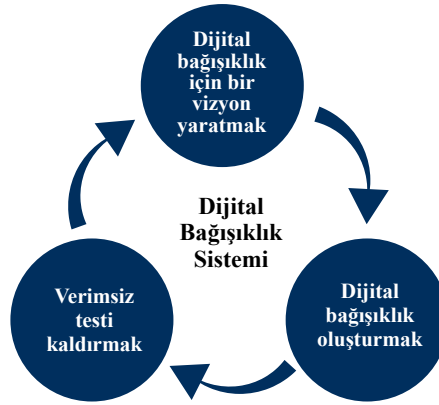 Dijital
bağışıklık
için bir
vizyon
yaratmak
Dijital
Bağışıklık
Sistemi
Verimsiz
testi
kaldırmak
Dijital
bağışıklık
oluşturmak